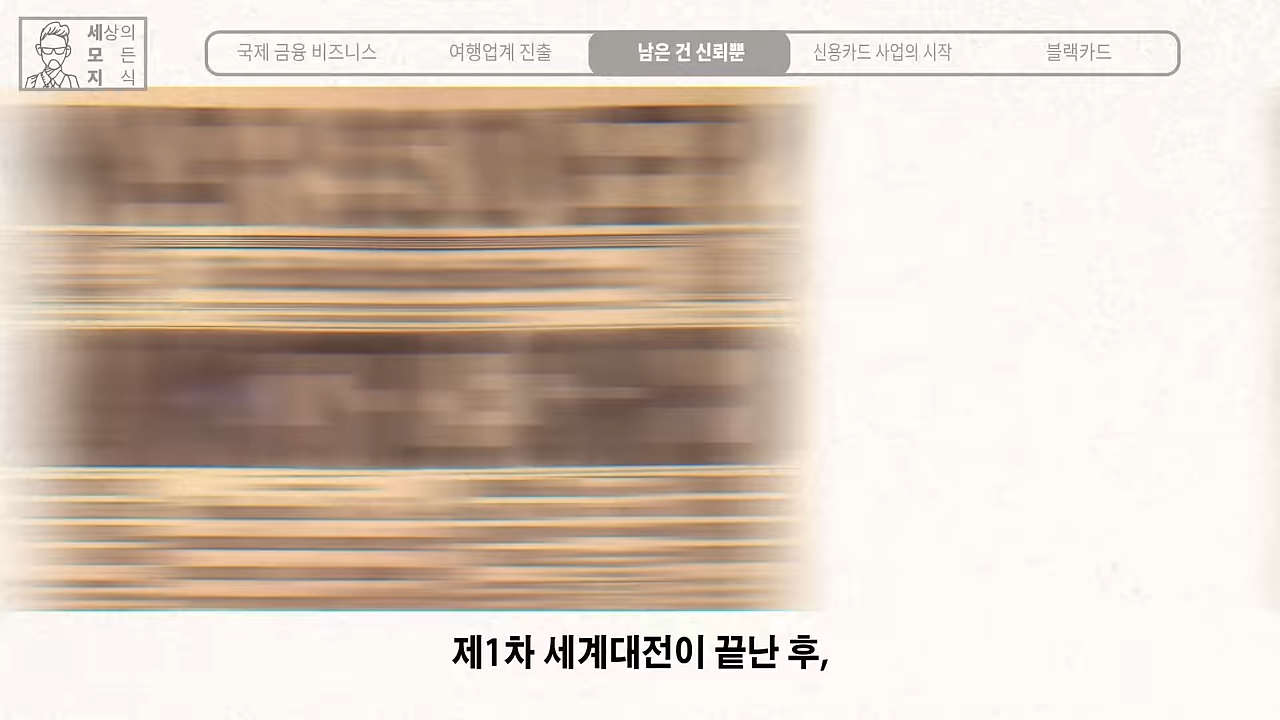 세상의
모든
지식
국제 금융 비즈니스 여행업계 진출 남은 건 신뢰뿐 신용카드 사업의 시작 블랙카드
제1차 세계대전이 끝난 후,